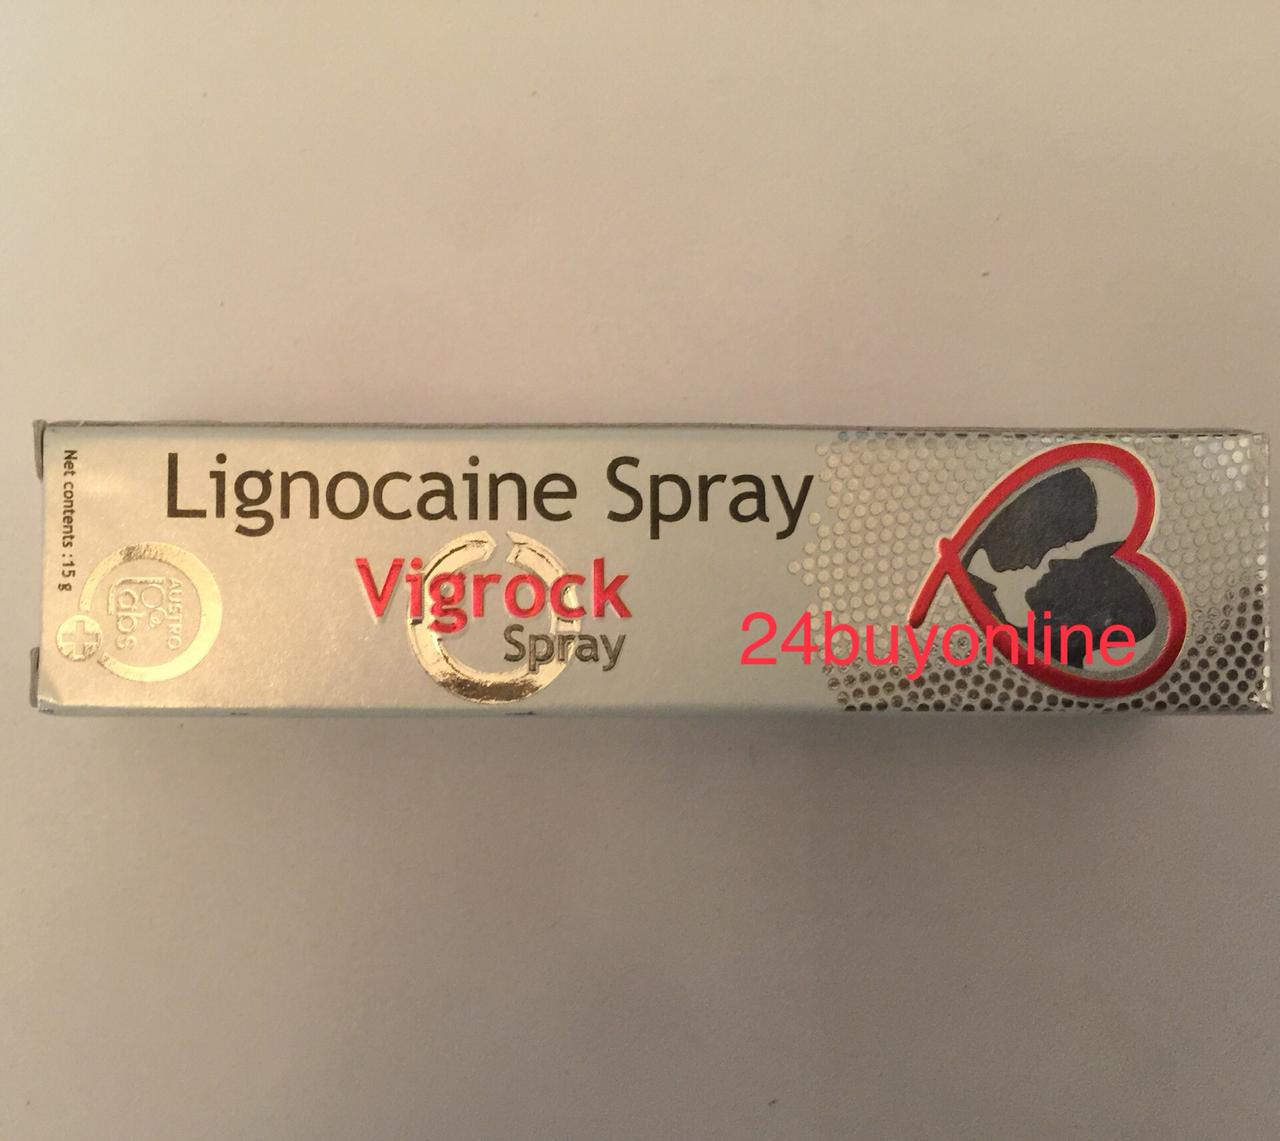 Lignocaine Spray
Vigrock
Spray
Net contents :15 g
AUSTRO
labs
24buyonline